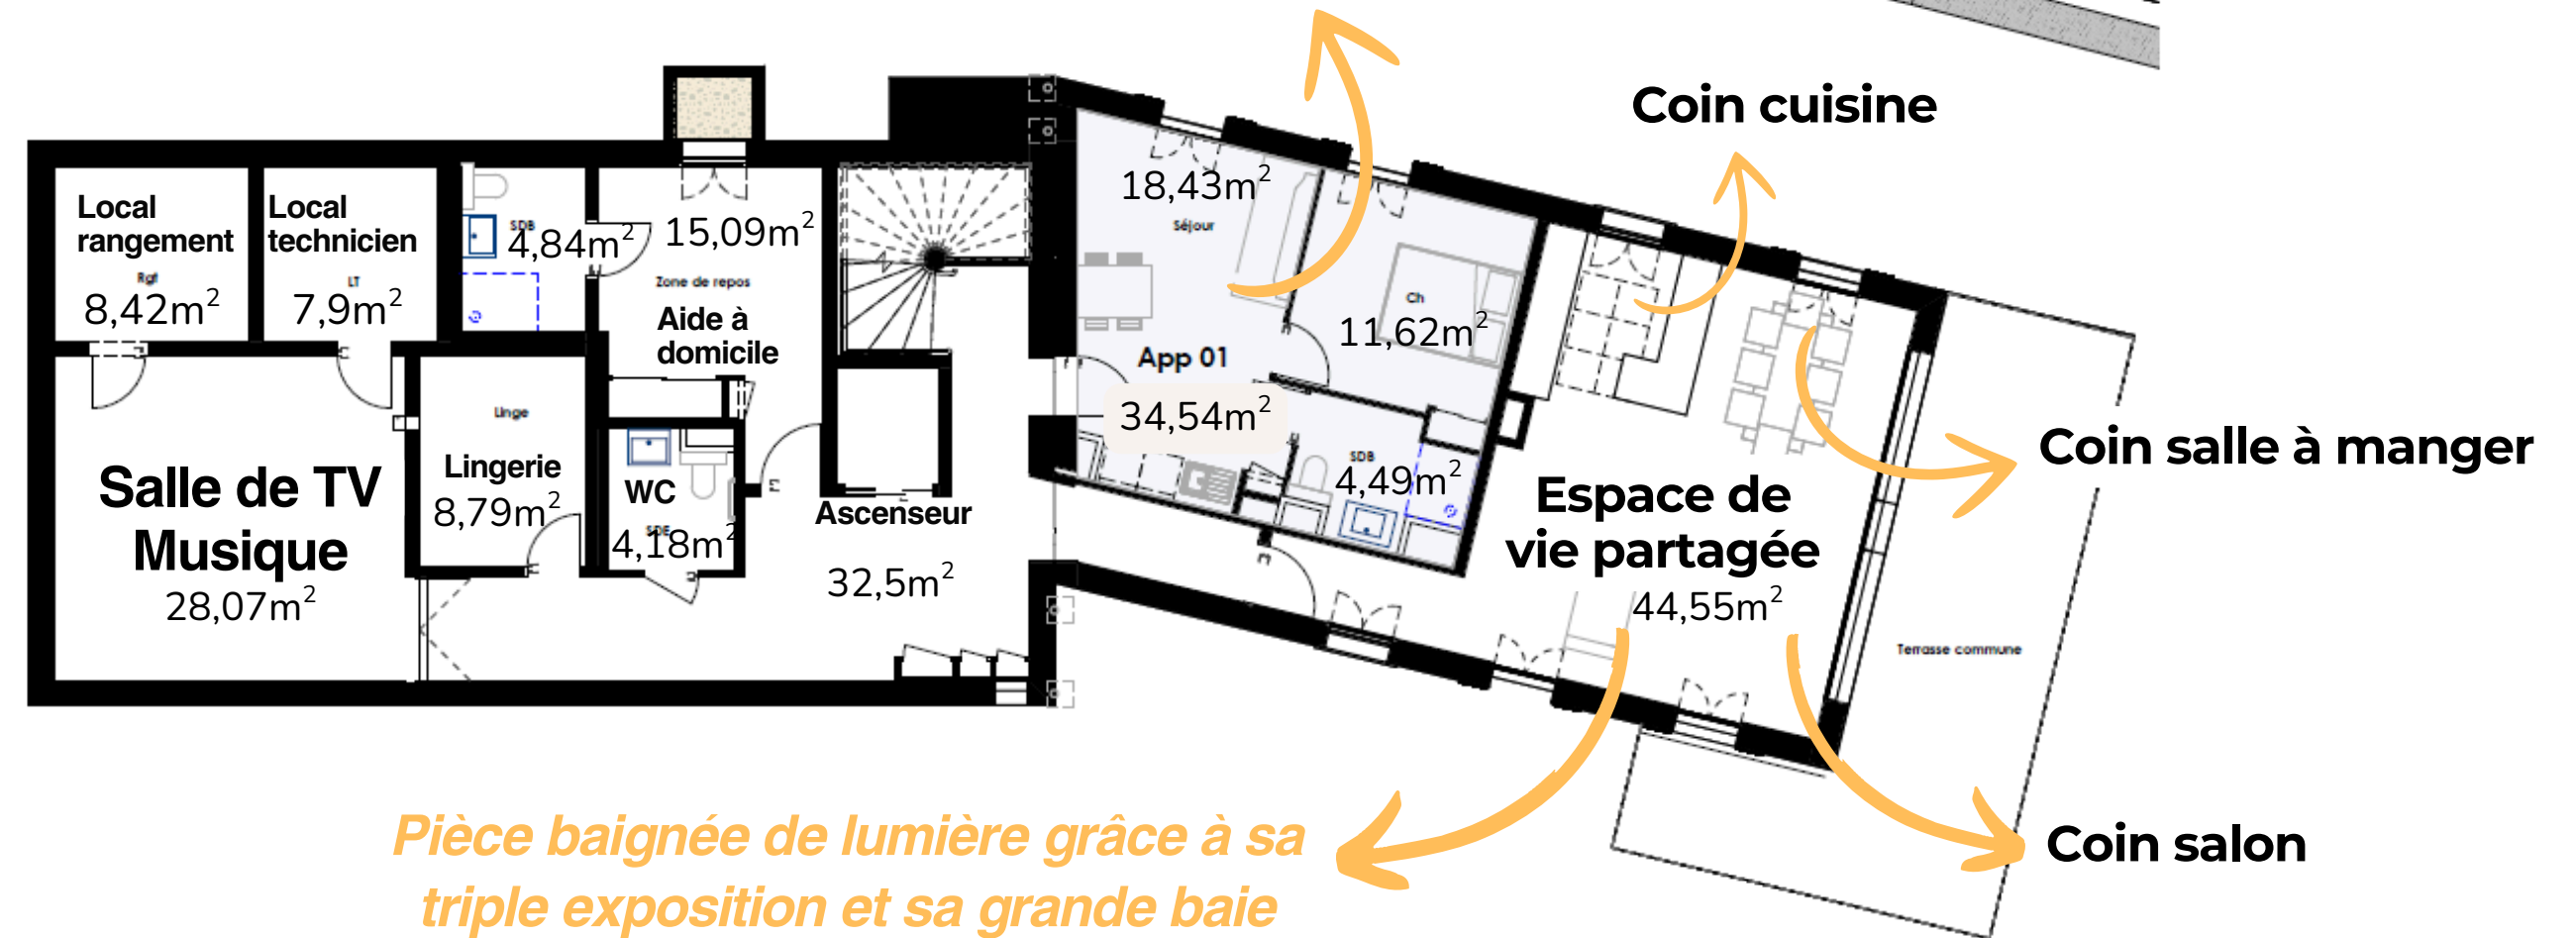 Coin cuisine
18,43m²
Séjour
Local
rangement
Rgt
8,42m²
Local
technicien
LT
7,9m²
SDB
4,84m²
15,09m²
Zone de repos
Aide à
domicile
Ch
11,62m²
App 01
34,54m²
SDB
4,49m²
Coin salle à manger
Linge
Lingerie
8,79m²
Salle de TV
Musique
28,07m²
WC
SDE
4,18m²
Ascenseur
32,5m²
Espace de
vie partagée
44,55m²
Terrasse commune
Coin salon
Pièce baignée de lumière grâce à sa
triple exposition et sa grande baie